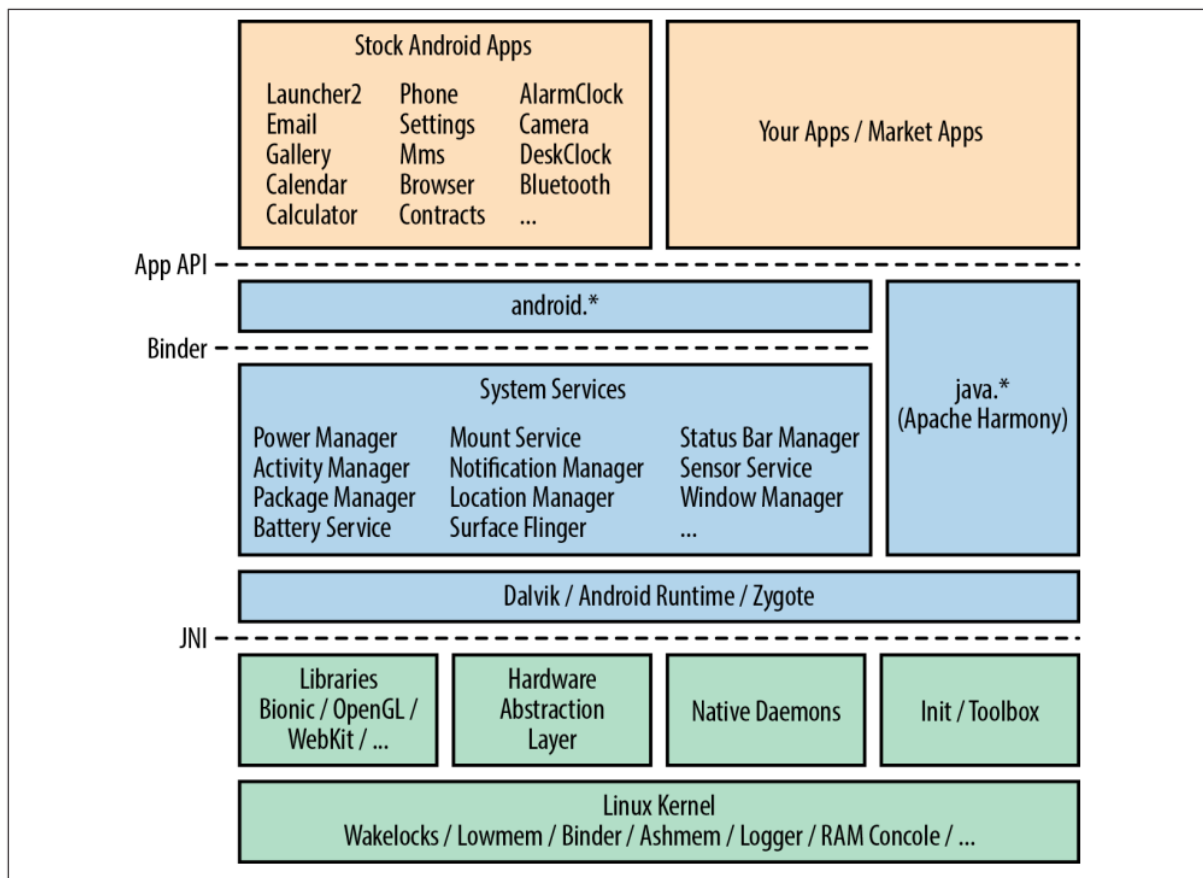 Stock Android Apps
Launcher2 Phone AlarmClock
Email Settings Camera
Gallery Mms DeskClock
Calendar Browser Bluetooth
Calculator Contracts ...
Your Apps / Market Apps
App API
android.*
Binder
System Services
Power Manager Mount Service Status Bar Manager
Activity Manager Notification Manager Sensor Service
Package Manager Location Manager Window Manager
Battery Service Surface Flinger ...
java.*
(Apache Harmony)
Dalvik / Android Runtime / Zygote
JNI
Libraries
Bionic / OpenGL /
WebKit / ...
Hardware
Abstraction
Layer
Native Daemons
Init / Toolbox
Linux Kernel
Wakelocks / Lowmem / Binder / Ashmem / Logger / RAM Concole / ...